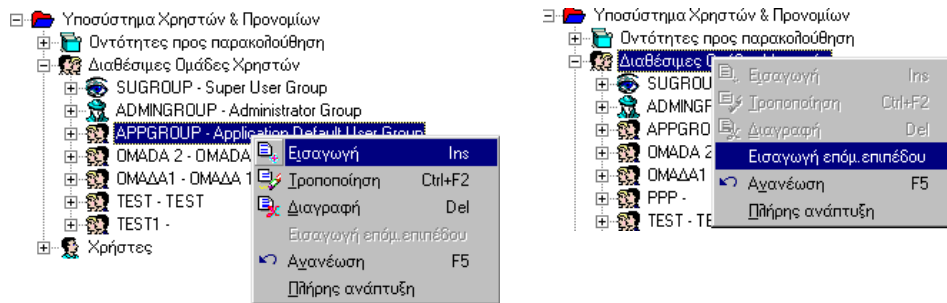 Υποσύστημα Χρηστών & Προνομίων
Οντότητες προς παρακολούθηση
Διαθέσιμες Ομάδες Χρηστών
SUGROUP - Super User Group
ADMINGROUP - Administrator Group
APPGROUP - Application Default User Group
ΟΜΑDΑ 2 - OMADA
ΟΜΑΔΑ1 - ΟΜΑΔΑ 1
TEST - TEST
TEST1 -
Χρήστες
Εισαγωγή Ins
Τροποποίηση Ctrl+F2
Διαγραφή Del
Εισαγωγή επόμ.επιπέδου
Ανανέωση F5
Πλήρης ανάπτυξη
Υποσύστημα Χρηστών & Προνομίων
Οντότητες προς παρακολούθηση
Διαθέσιμες
SUGROU
ADMINGF
APPGRO
OMADA 2
ΟΜΑΔΑ1
PPP -
TEST - TE
Εισαγωγή Ins
Τροποποίηση Ctrl+F2
Διαγραφή Del
Εισαγωγή επόμ.επιπέδου
Ανανέωση F5
Πλήρης ανάπτυξη